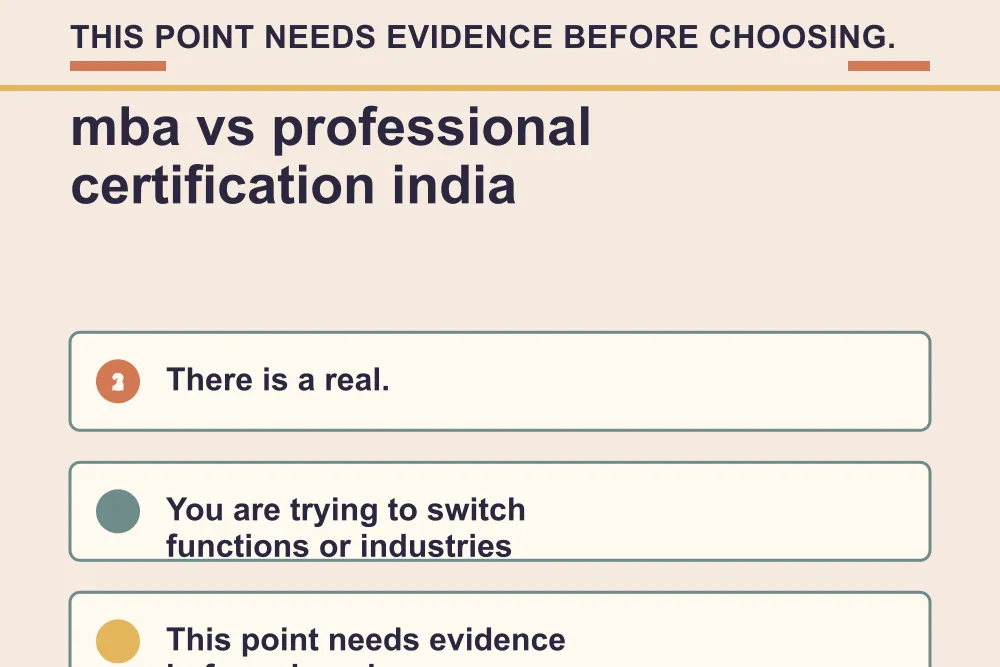 THIS POINT NEEDS EVIDENCE BEFORE CHOOSING.
mba vs professional
certification india
There is a real.
You are trying to switch
functions or industries
This point needs evidence